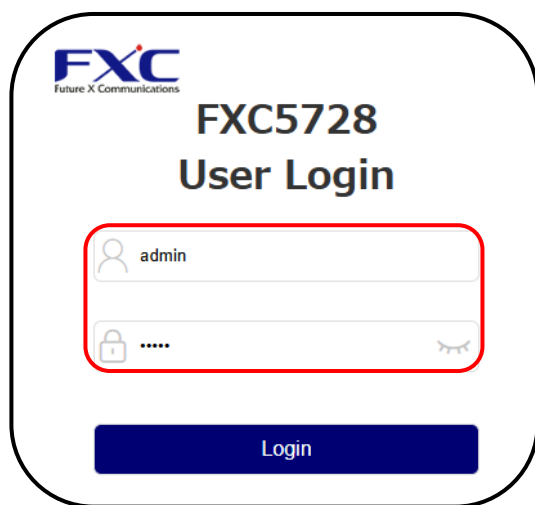 FXC
Future X Communications
FXC5728
User Login
admin
•••••
Login